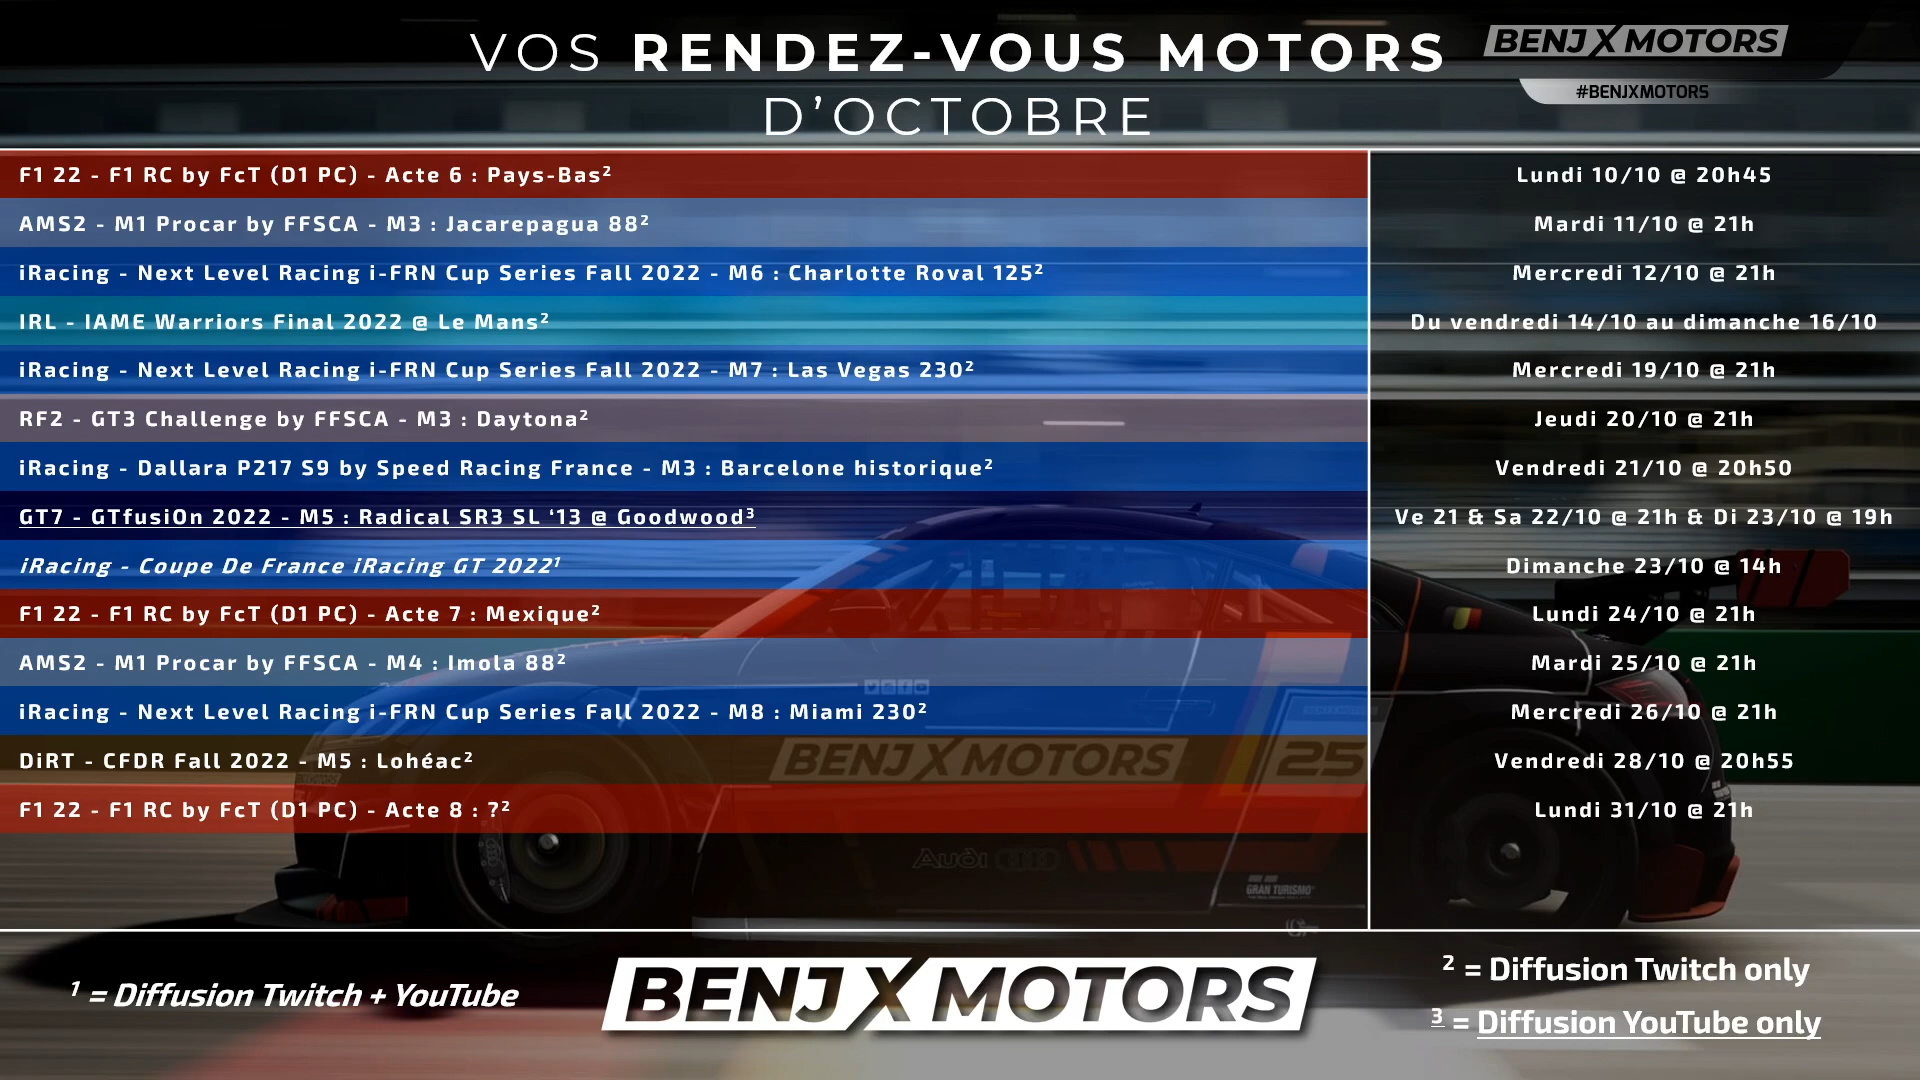 VOS RENDEZ-VOUS MOTORS
D’OCTOBRE
BENJ X MOTORS
#BENJXMOTORS
F1 22 - F1 RC by FcT (D1 PC) - Acte 6 : Pays-Bas²
Lundi 10/10 @ 20h45
AMS2 - M1 Procar by FFSCA - M3 : Jacarepagua 88²
Mardi 11/10 @ 21h
iRacing - Next Level Racing i-FRN Cup Series Fall 2022 - M6 : Charlotte Roval 125²
Mercredi 12/10 @ 21h
IRL - IAME Warriors Final 2022 @ Le Mans²
Du vendredi 14/10 au dimanche 16/10
iRacing - Next Level Racing i-FRN Cup Series Fall 2022 - M7 : Las Vegas 230²
Mercredi 19/10 @ 21h
RF2 - GT3 Challenge by FFSCA - M3 : Daytona²
Jeudi 20/10 @ 21h
iRacing - Dallara P217 S9 by Speed Racing France - M3 : Barcelone historique²
Vendredi 21/10 @ 20h50
GT7 - GTfusiOn 2022 - M5 : Radical SR3 SL ‘13 @ Goodwood³
Ve 21 & Sa 22/10 @ 21h & Di 23/10 @ 19h
iRacing - Coupe De France iRacing GT 2022¹
Dimanche 23/10 @ 14h
F1 22 - F1 RC by FcT (D1 PC) - Acte 7 : Mexique²
Lundi 24/10 @ 21h
AMS2 - M1 Procar by FFSCA - M4 : Imola 88²
Mardi 25/10 @ 21h
iRacing - Next Level Racing i-FRN Cup Series Fall 2022 - M8 : Miami 230²
Mercredi 26/10 @ 21h
DiRT - CFDR Fall 2022 - M5 : Lohéac²
Vendredi 28/10 @ 20h55
F1 22 - F1 RC by FcT (D1 PC) - Acte 8 : ?²
Lundi 31/10 @ 21h
BENJ X MOTORS
25
Audi
GRAN TURISMO
¹ = Diffusion Twitch + YouTube
BENJ X MOTORS
² = Diffusion Twitch only
³ = Diffusion YouTube only